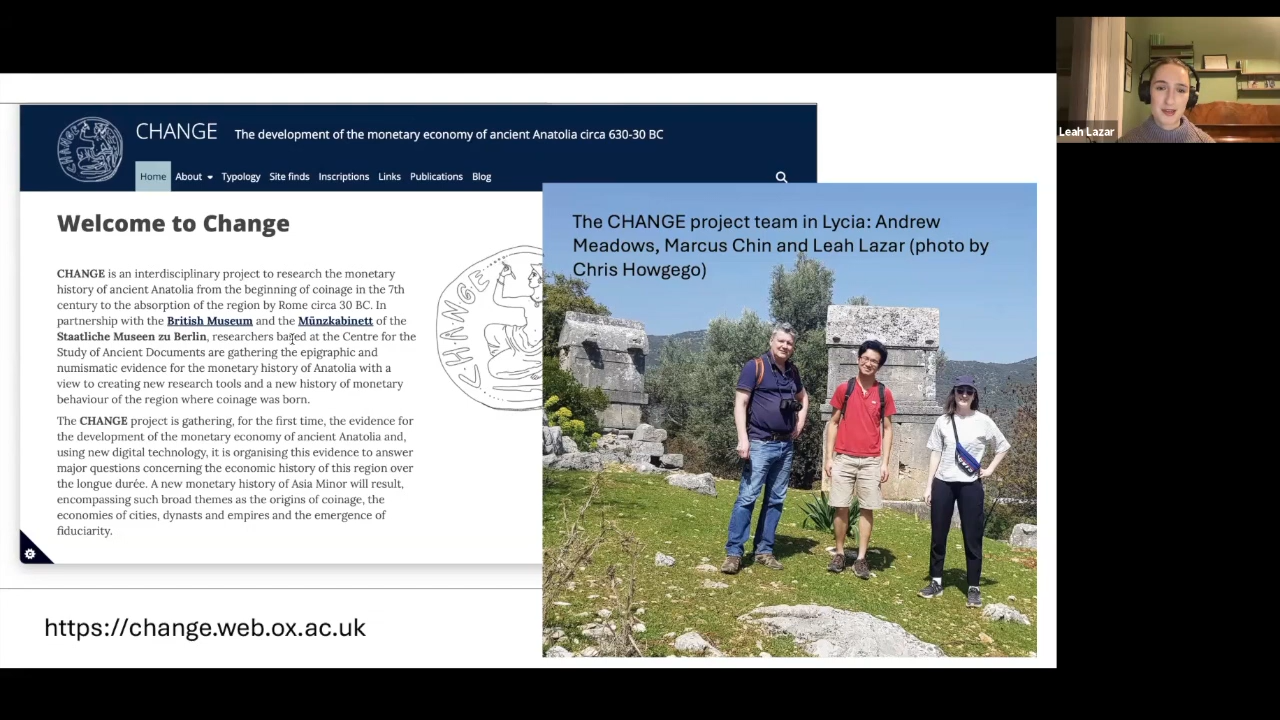 CHANGE
CHANGE The development of the monetary economy of ancient Anatolia circa 630-30 BC
Home About Typology Site finds Inscriptions Links Publications Blog
Welcome to Change
CHANGE is an interdisciplinary project to research the monetary
history of ancient Anatolia from the beginning of coinage in the 7th
century to the absorption of the region by Rome circa 30 BC. In
partnership with the British Museum and the Münzkabinett of the
Staatliche Museen zu Berlin, researchers based at the Centre for the
Study of Ancient Documents are gathering the epigraphic and
numismatic evidence for the monetary history of Anatolia with a
view to creating new research tools and a new history of monetary
behaviour of the region where coinage was born.
The CHANGE project is gathering, for the first time, the evidence for
the development of the monetary economy of ancient Anatolia and,
using new digital technology, it is organising this evidence to answer
major questions concerning the economic history of this region over
the longue durée. A new monetary history of Asia Minor will result,
encompassing such broad themes as the origins of coinage, the
economies of cities, dynasts and empires and the emergence of
fiduciarity.
CHANGE
The CHANGE project team in Lycia: Andrew
Meadows, Marcus Chin and Leah Lazar (photo by
Chris Howgego)
https://change.web.ox.ac.uk
Leah Lazar